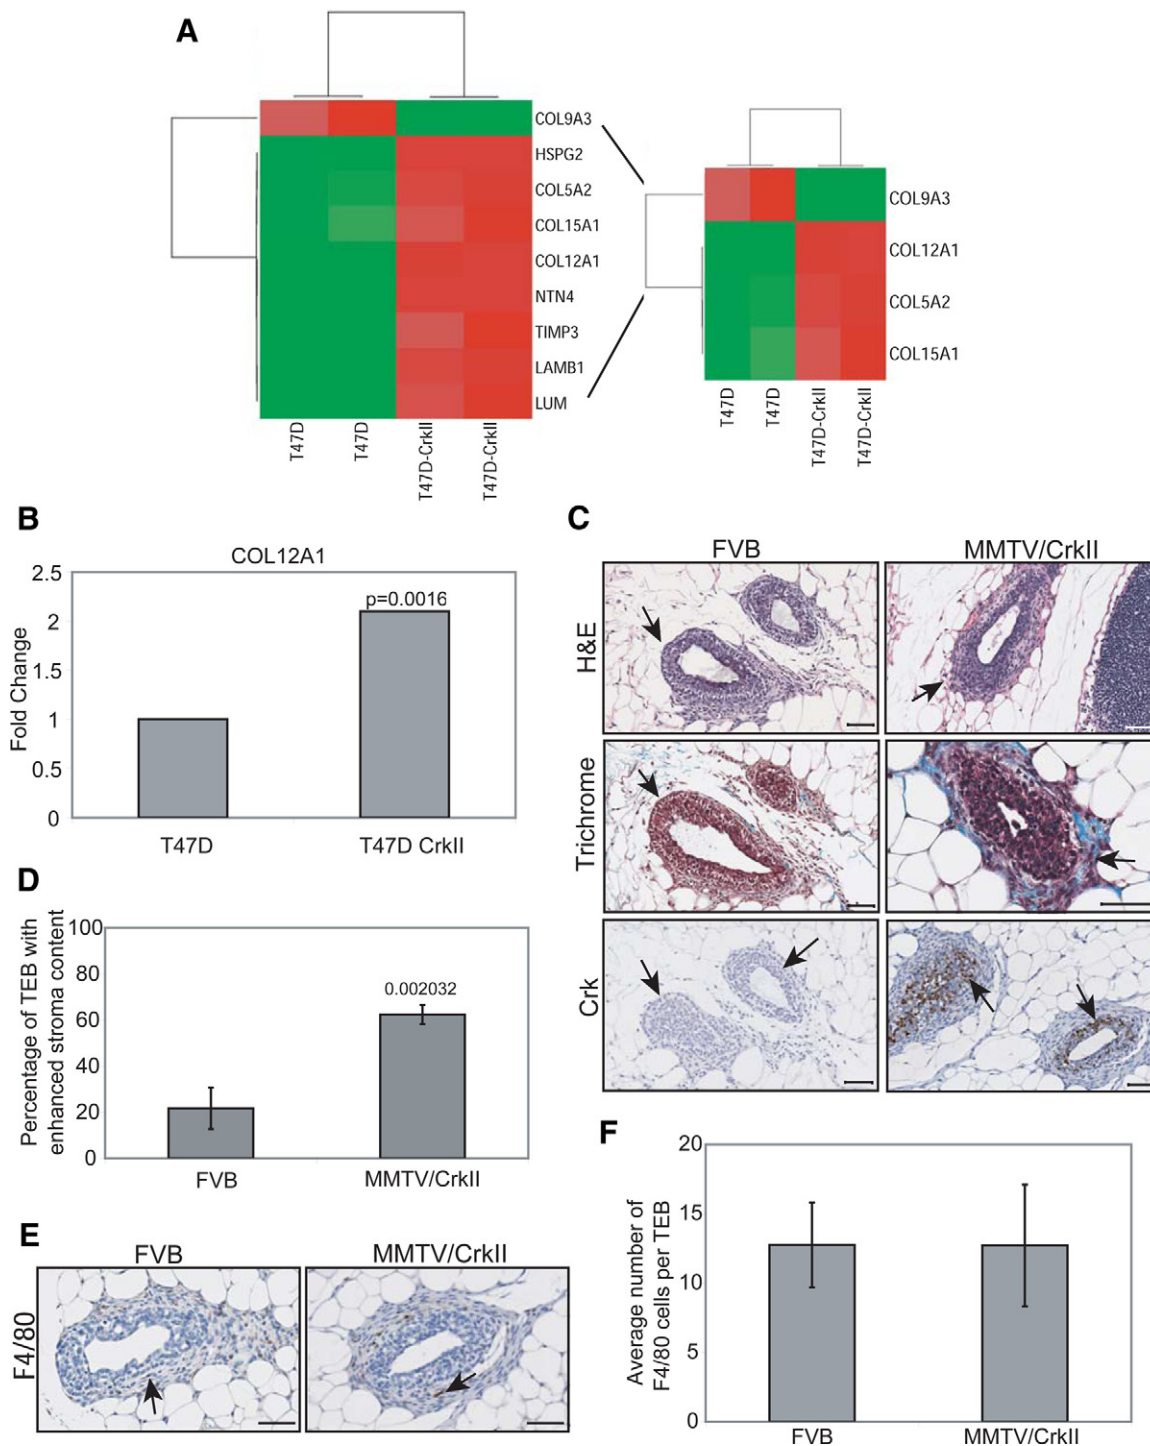 A
COL9A3
HSPG2
COL5A2
COL15A1
COL12A1
NTN4
TIMP3
LAMB1
LUM
T47D
T47D
T47D-CrkII
T47D-CrkII
COL9A3
COL12A1
COL5A2
COL15A1
T47D
T47D
T47D-CrkII
T47D-CrkII
B
COL12A1
Fold Change
2.5
2
1.5
1
0.5
0
p=0.0016
T47D
T47D CrkII
C
FVB
MMTV/CrkII
H&E
Trichrome
Crk
D
Percentage of TEB with
enhanced stroma content
100
80
60
40
20
0
0.002032
FVB
MMTV/CrkII
E
FVB
MMTV/CrkII
F4/80
F
Average number of
F4/80 cells per TEB
20
15
10
5
0
FVB
MMTV/CrkII